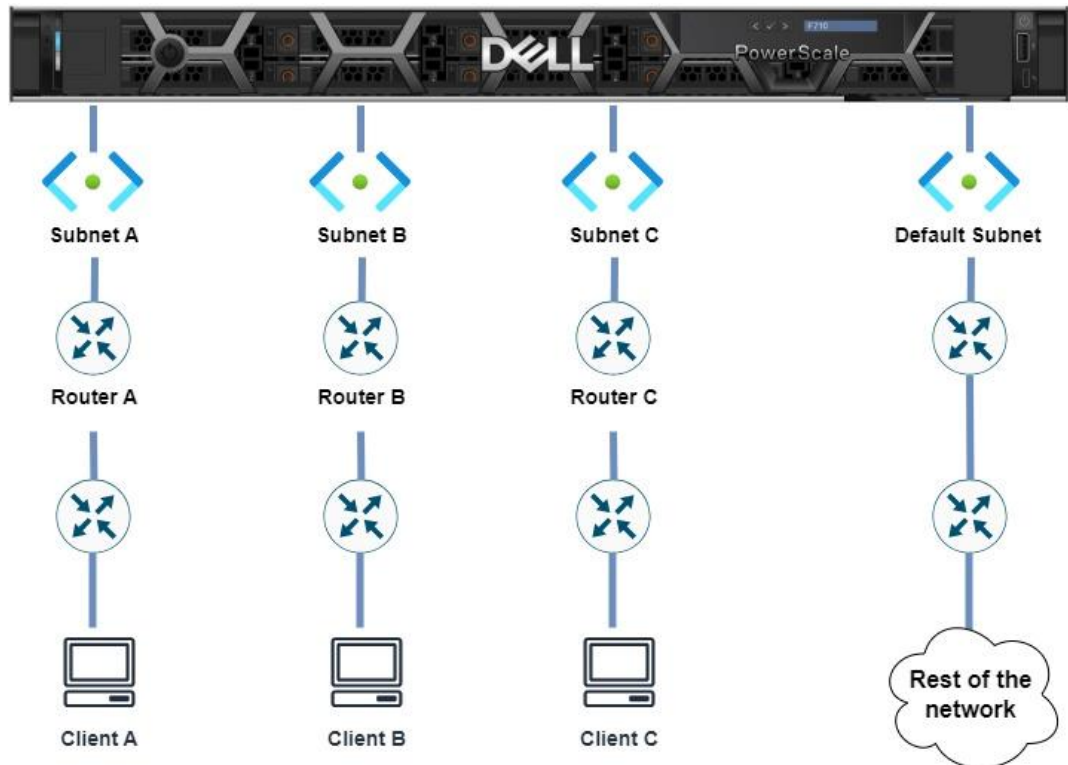 F710
DELL
PowerScale
Subnet A
Subnet B
Subnet C
Default Subnet
Router A
Router B
Router C
Rest of the
network
Client A
Client B
Client C